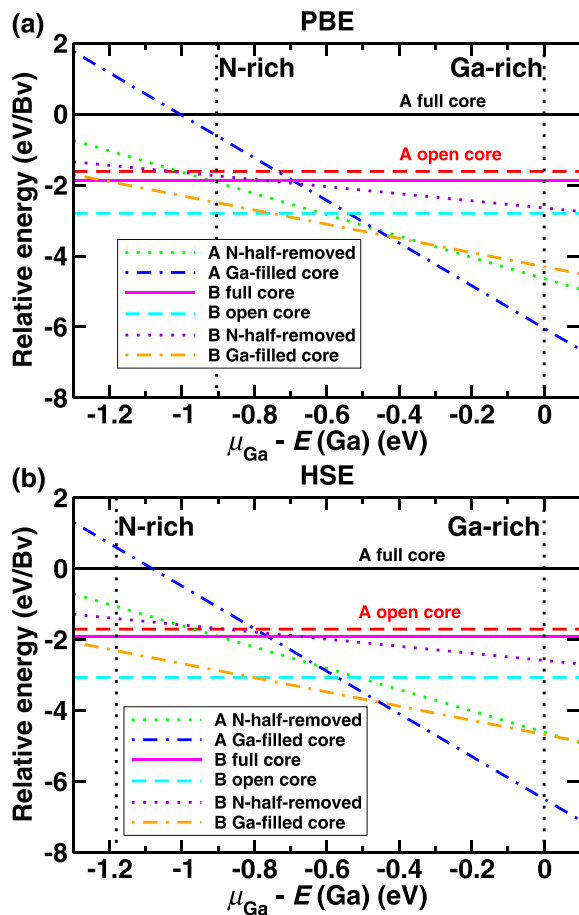 (a)
PBE
N-rich
Ga-rich
A full core
A open core
A N-half-removed
A Ga-filled core
B full core
B open core
B N-half-removed
B Ga-filled core
Relative energy (eV/Bv)
2
0
-2
-4
-6
-8
-1.2 -1 -0.8 -0.6 -0.4 -0.2 0
μGa - E (Ga) (eV)
(b)
HSE
N-rich
Ga-rich
A full core
A open core
A N-half-removed
A Ga-filled core
B full core
B open core
B N-half-removed
B Ga-filled core
Relative energy (eV/Bv)
2
0
-2
-4
-6
-8
-1.2 -1 -0.8 -0.6 -0.4 -0.2 0
μGa - E (Ga) (eV)